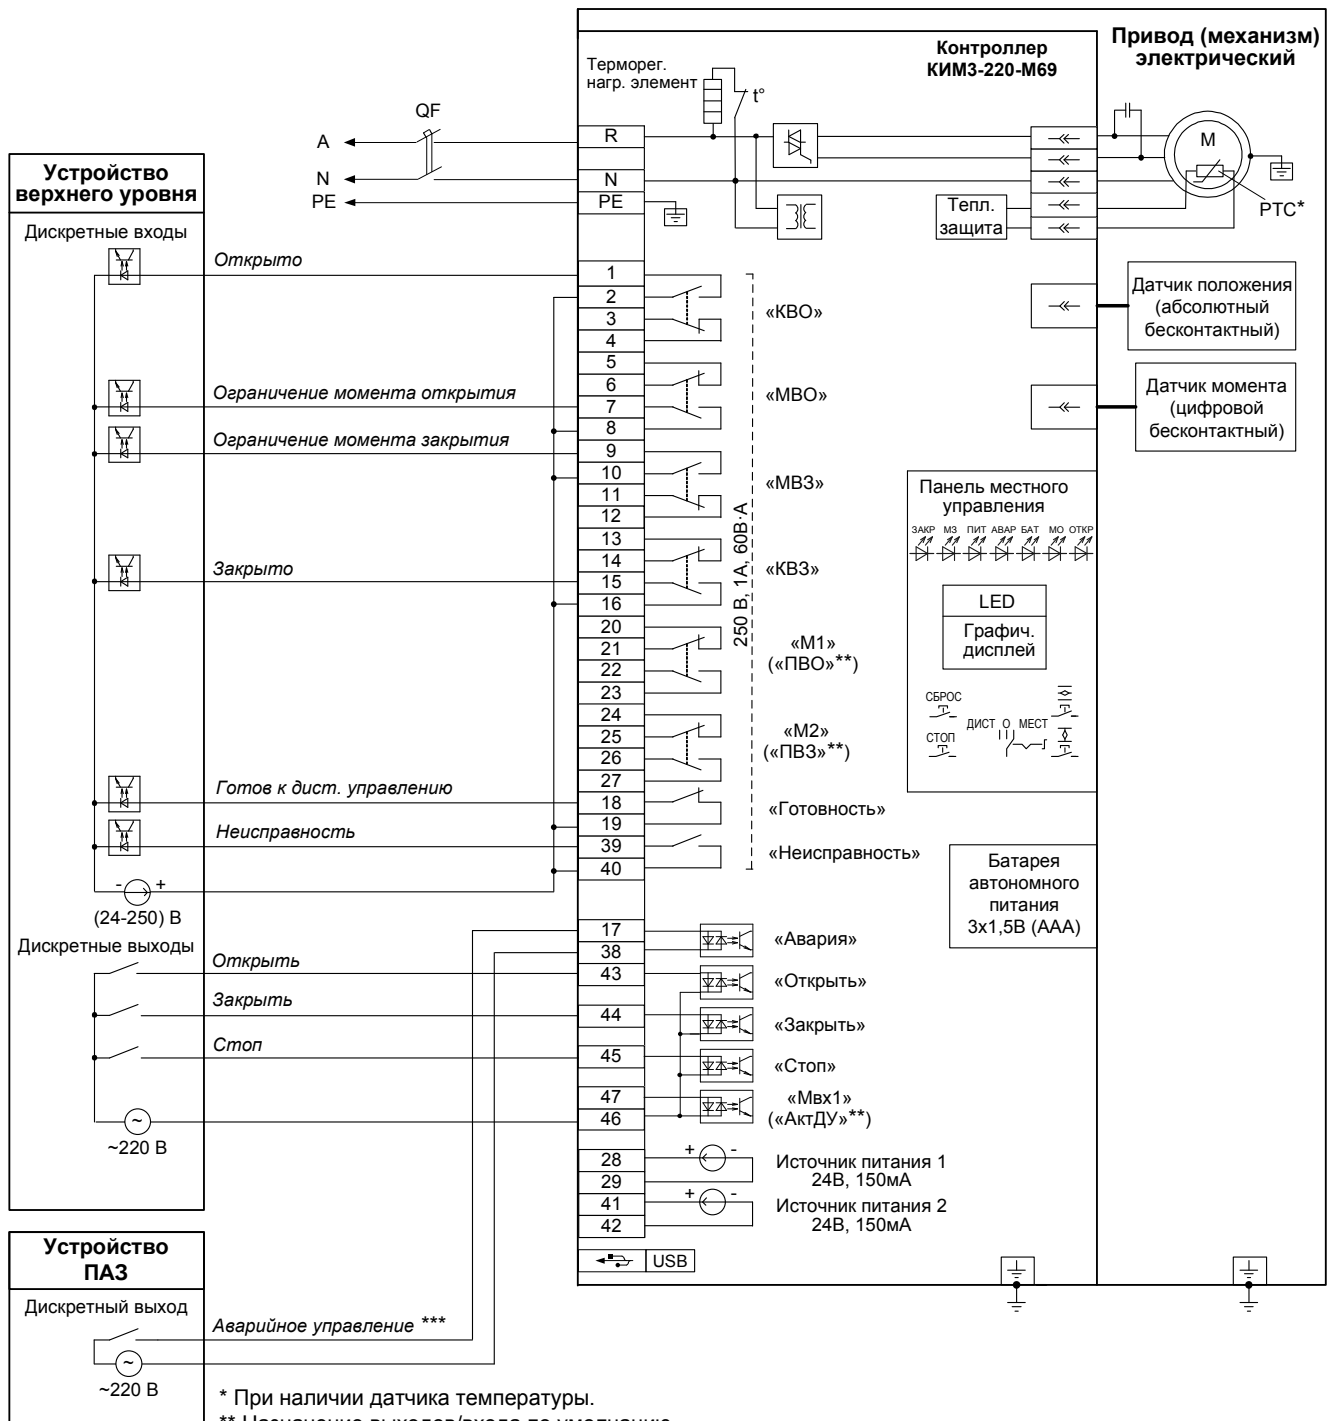 Привод (механизм)
электрический
Контроллер
КИМ3-220-М69
Терморег.
нагр. элемент
t°
QF
A
N
PE
R
N
PE
M
PTC*
Тепл.
защита
Устройство
верхнего уровня
Дискретные входы
Открыто
Ограничение момента открытия
Ограничение момента закрытия
Закрыто
Готов к дист. управлению
Неисправность
- +
(24-250) В
Дискретные выходы
Открыть
Закрыть
Стоп
~
~220 В
1
2
3
4
5
6
7
8
9
10
11
12
13
14
15
16
20
21
22
23
24
25
26
27
18
19
39
40
17
38
43
44
45
47
46
28
29
41
42
USB
«КВО»
«МВО»
«МВЗ»
«КВЗ»
«М1»
(«ПВО»**)
«М2»
(«ПВЗ»**)
«Готовность»
«Неисправность»
250 В, 1А, 60В·А
«Авария»
«Открыть»
«Закрыть»
«Стоп»
«Мвх1»
(«АктДУ»**)
+ -
Источник питания 1
24В, 150мА
+ -
Источник питания 2
24В, 150мА
Датчик положения
(абсолютный
бесконтактный)
Датчик момента
(цифровой
бесконтактный)
Панель местного
управления
ЗАКР МЗ ПИТ АВАР БАТ МО ОТКР
LED
Графич.
дисплей
СБРОС
СТОП
ДИСТ О МЕСТ
Батарея
автономного
питания
3х1,5В (ААА)
Устройство
ПАЗ
Дискретный выход
Аварийное управление ***
~
~220 В
* При наличии датчика температуры.
** Назначение выходов/входа по умолчанию